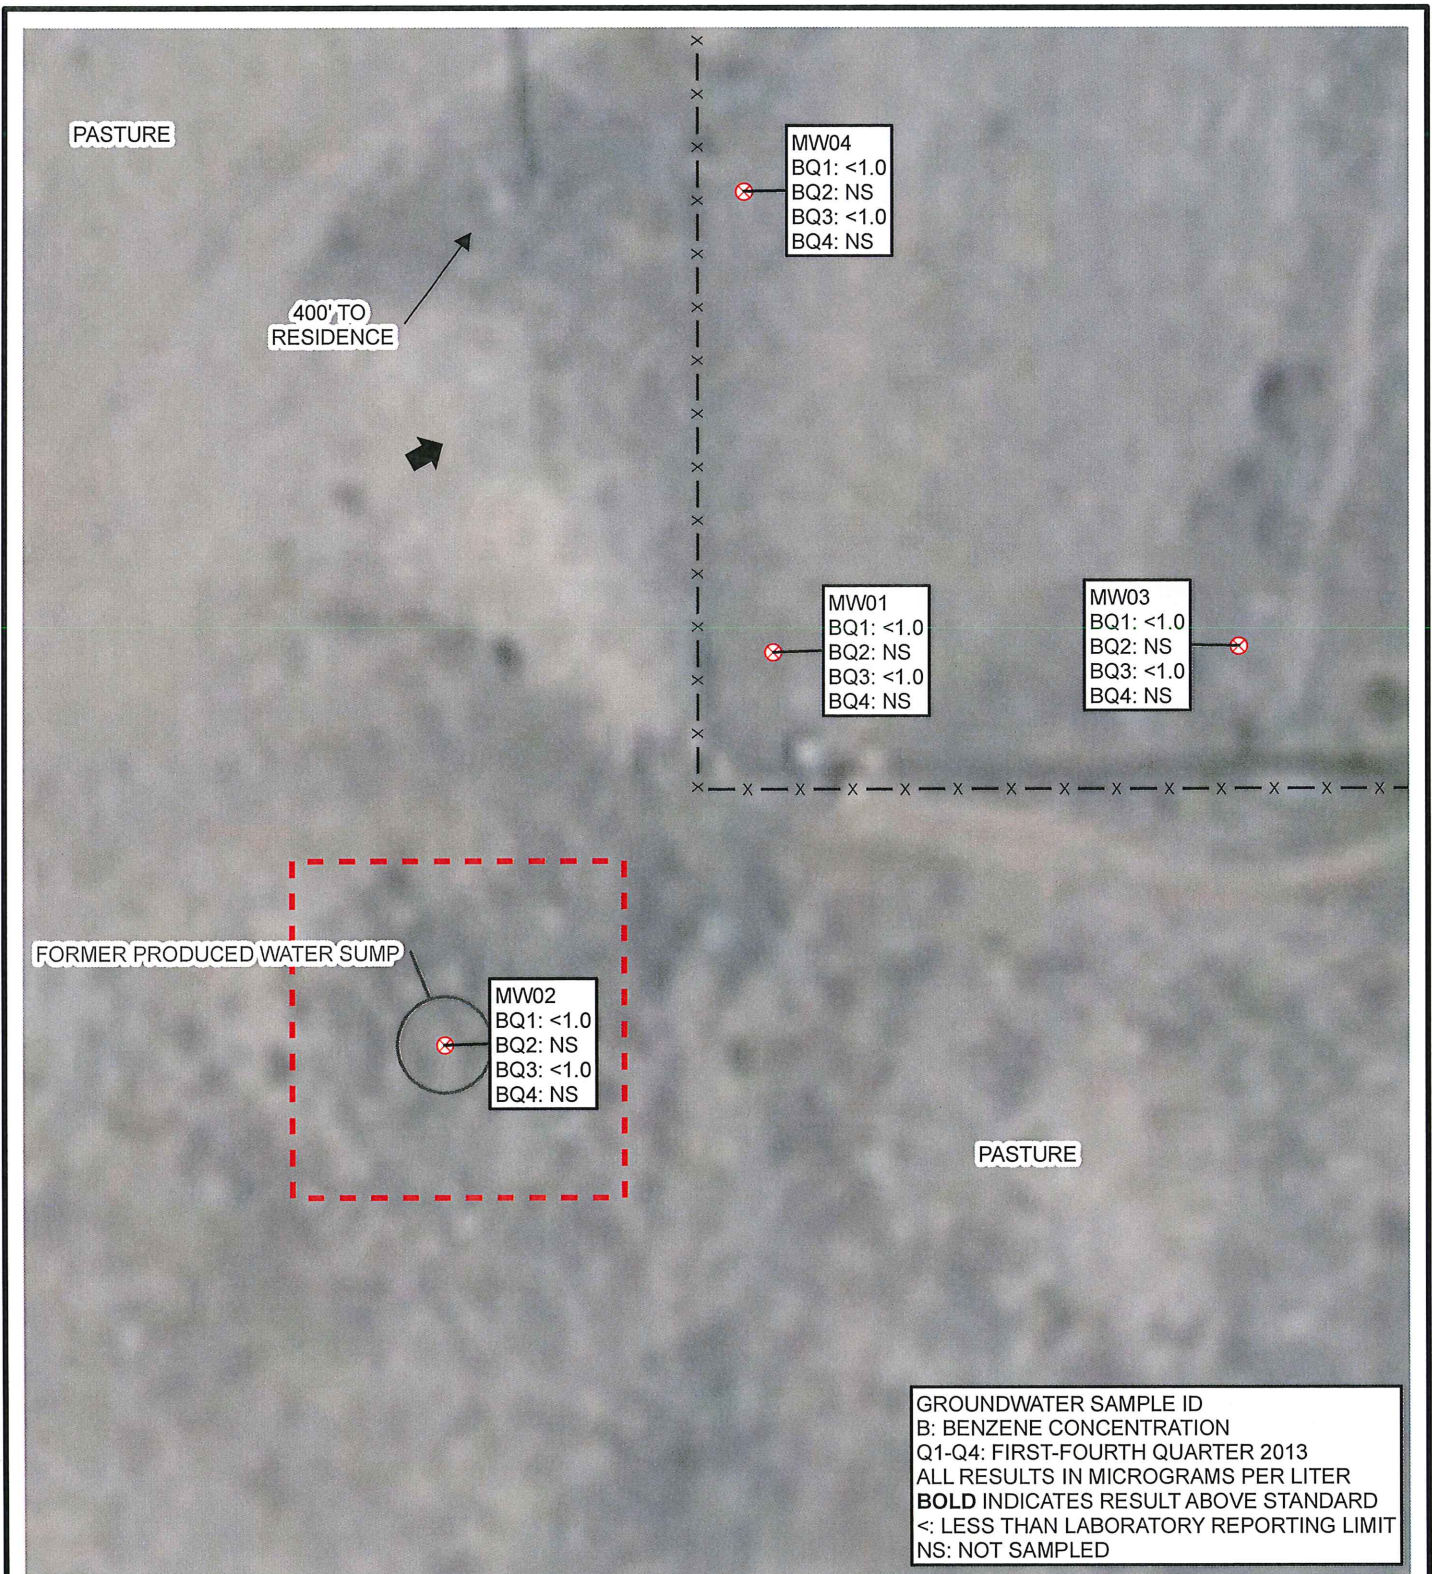 PASTURE
MW04
BQ1: <1.0
BQ2: NS
BQ3: <1.0
BQ4: NS
400' TO
RESIDENCE
MW01
BQ1: <1.0
BQ2: NS
BQ3: <1.0
BQ4: NS
MW03
BQ1: <1.0
BQ2: NS
BQ3: <1.0
BQ4: NS
FORMER PRODUCED WATER SUMP
MW02
BQ1: <1.0
BQ2: NS
BQ3: <1.0
BQ4: NS
PASTURE
GROUNDWATER SAMPLE ID
B: BENZENE CONCENTRATION
Q1-Q4: FIRST-FOURTH QUARTER 2013
ALL RESULTS IN MICROGRAMS PER LITER
BOLD INDICATES RESULT ABOVE STANDARD
<: LESS THAN LABORATORY REPORTING LIMIT
NS: NOT SAMPLED